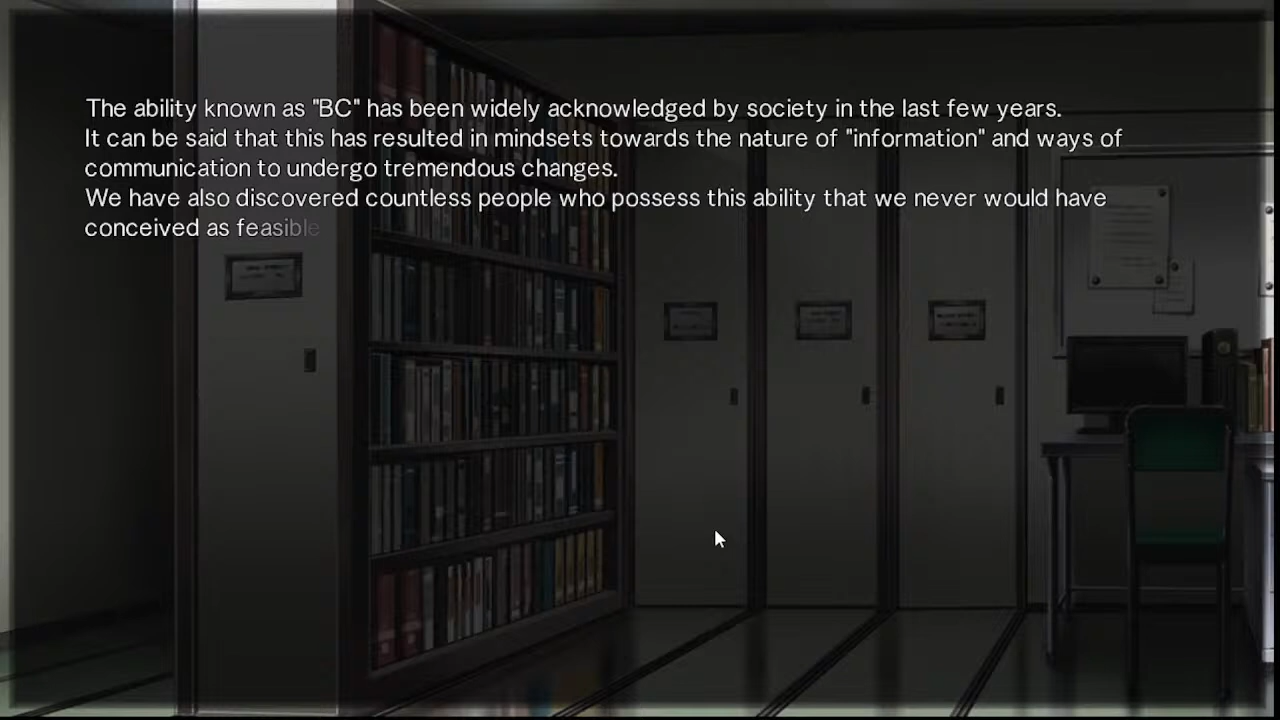 The ability known as "BC" has been widely acknowledged by society in the last few years.
It can be said that this has resulted in mindsets towards the nature of "information" and ways of
communication to undergo tremendous changes.
We have also discovered countless people who possess this ability that we never would have
conceived as feasible